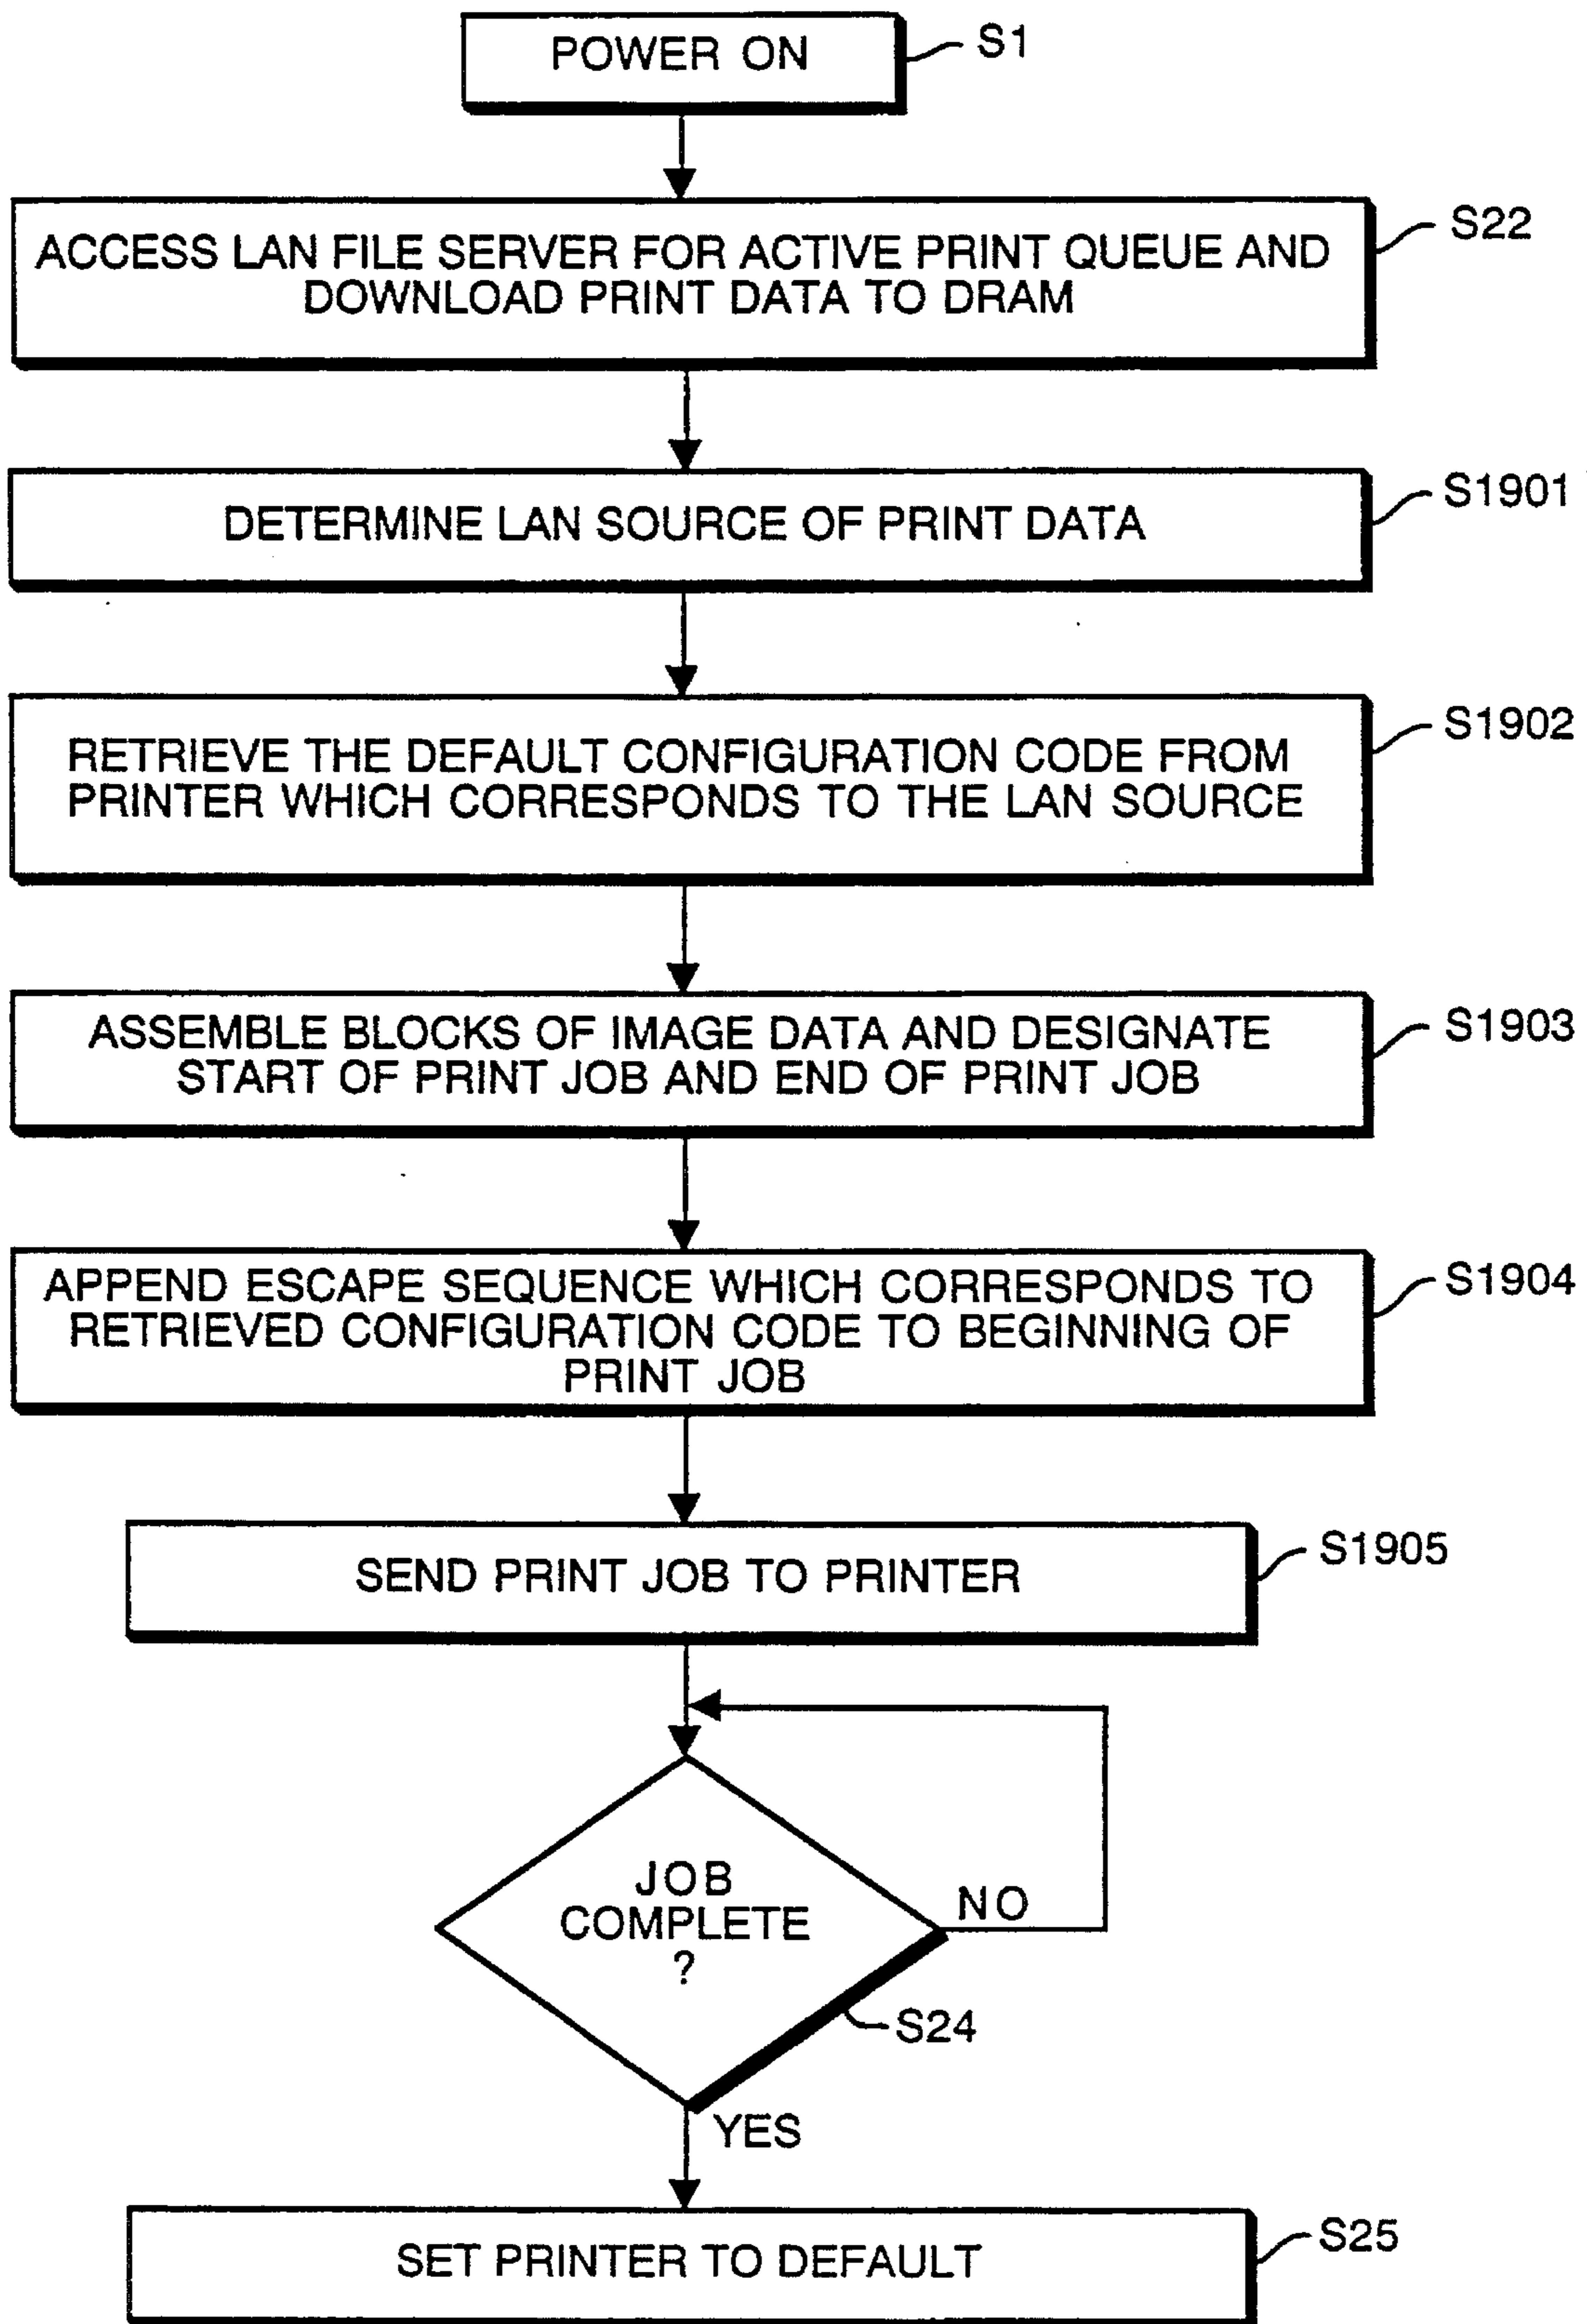 POWER ON
S1
ACCESS LAN FILE SERVER FOR ACTIVE PRINT QUEUE AND
DOWNLOAD PRINT DATA TO DRAM
S22
DETERMINE LAN SOURCE OF PRINT DATA
S1901
RETRIEVE THE DEFAULT CONFIGURATION CODE FROM
PRINTER WHICH CORRESPONDS TO THE LAN SOURCE
S1902
ASSEMBLE BLOCKS OF IMAGE DATA AND DESIGNATE
START OF PRINT JOB AND END OF PRINT JOB
S1903
APPEND ESCAPE SEQUENCE WHICH CORRESPONDS TO
RETRIEVED CONFIGURATION CODE TO BEGINNING OF
PRINT JOB
S1904
SEND PRINT JOB TO PRINTER
S1905
JOB
COMPLETE
?
NO
S24
YES
SET PRINTER TO DEFAULT
S25